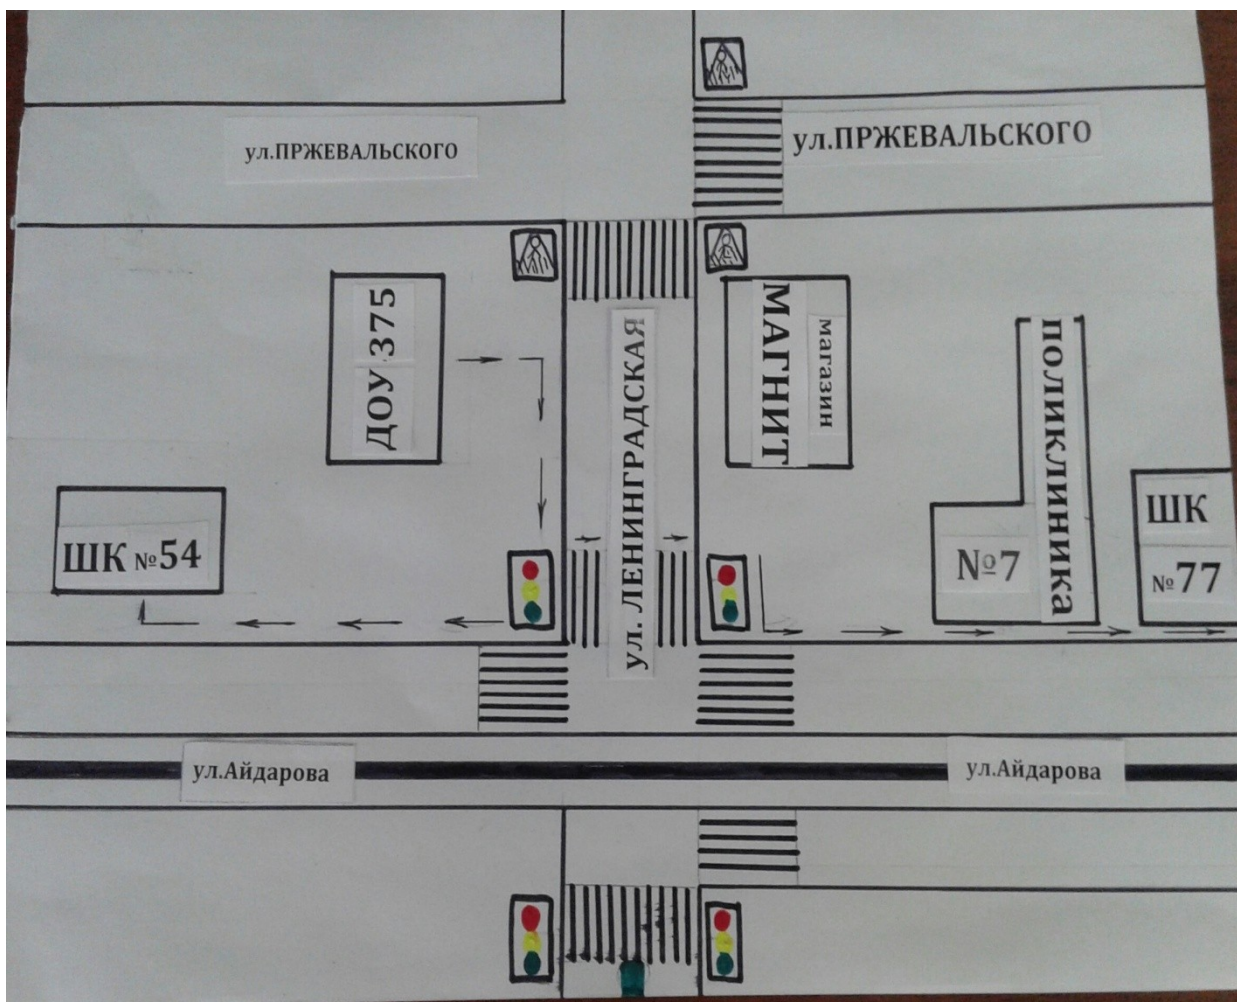 ул.ПРЖЕВАЛЬСКОГО
ул.ПРЖЕВАЛЬСКОГО
ДОУ 375
ул. ЛЕНИНГРАДСКАЯ
МАГНИТ
магазин
поликлиника
№7
ШК
№77
ШК №54
ул.Айдарова
ул.Айдарова